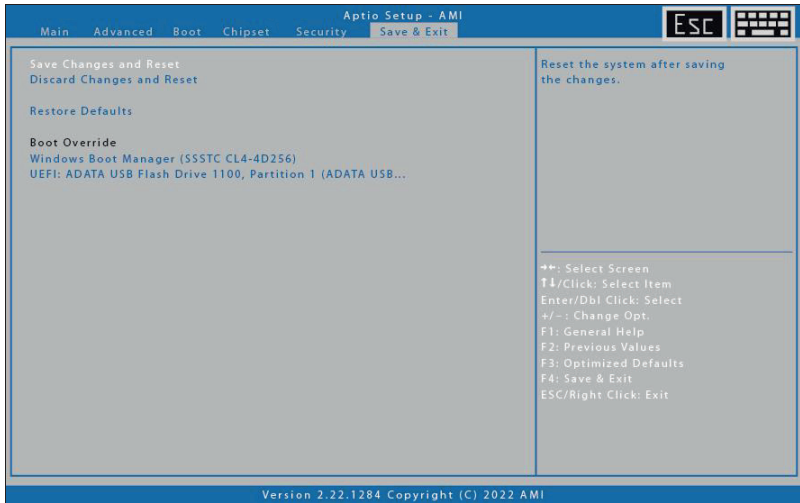 Aptio Setup - AMI
Main Advanced Boot Chipset Security Save & Exit
Esc
Save Changes and Reset
Discard Changes and Reset
Restore Defaults
Boot Override
Windows Boot Manager (SSSTC CL4-4D256)
UEFI: ADATA USB Flash Drive 1100, Partition 1 (ADATA USB...
Reset the system after saving
the changes.
→←: Select Screen
↑↓/Click: Select Item
Enter/Dbl Click: Select
+/-: Change Opt.
F1: General Help
F2: Previous Values
F3: Optimized Defaults
F4: Save & Exit
ESC/Right Click: Exit
Version 2.22.1284 Copyright (C) 2022 AMI